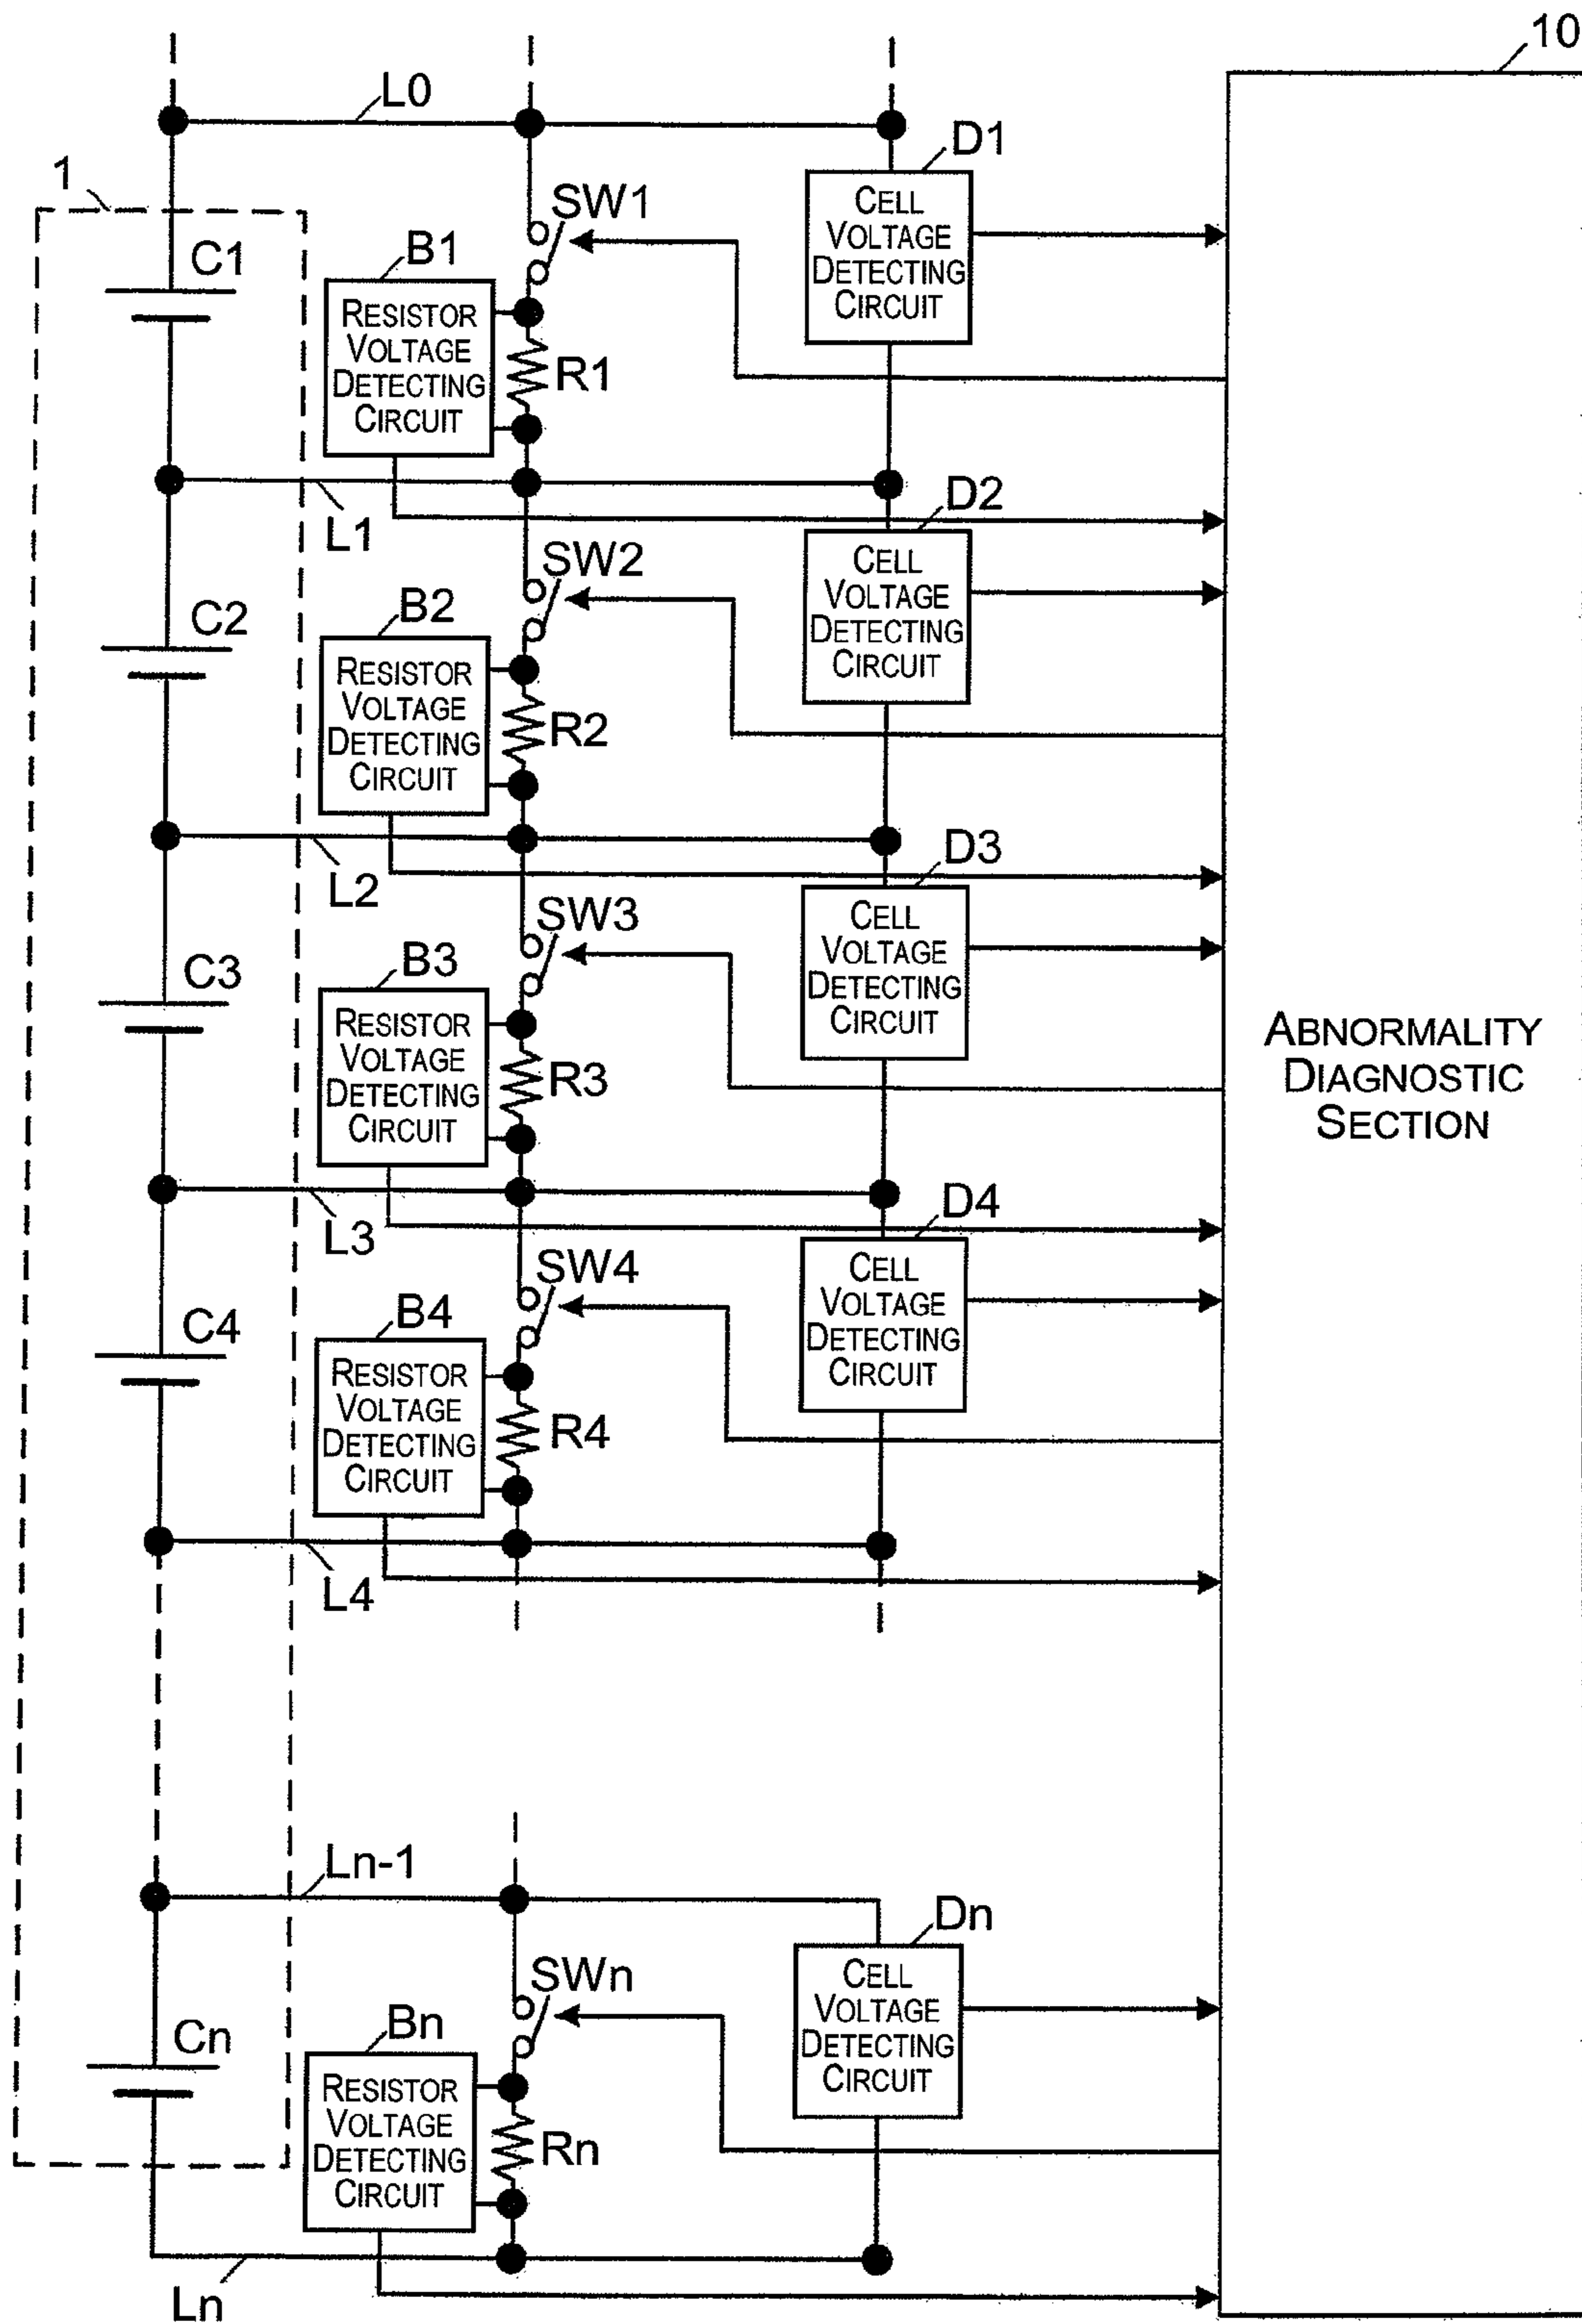 10
L0
1
D1
CELL
VOLTAGE
DETECTING
CIRCUIT
SW1
C1
B1
RESISTOR
VOLTAGE
DETECTING
CIRCUIT
R1
L1
D2
CELL
VOLTAGE
DETECTING
CIRCUIT
SW2
C2
B2
RESISTOR
VOLTAGE
DETECTING
CIRCUIT
R2
L2
D3
CELL
VOLTAGE
DETECTING
CIRCUIT
SW3
C3
B3
RESISTOR
VOLTAGE
DETECTING
CIRCUIT
R3
ABNORMALITY
DIAGNOSTIC
SECTION
L3
D4
CELL
VOLTAGE
DETECTING
CIRCUIT
SW4
C4
B4
RESISTOR
VOLTAGE
DETECTING
CIRCUIT
R4
L4
Ln-1
Dn
CELL
VOLTAGE
DETECTING
CIRCUIT
SWn
Cn
Bn
RESISTOR
VOLTAGE
DETECTING
CIRCUIT
Rn
Ln